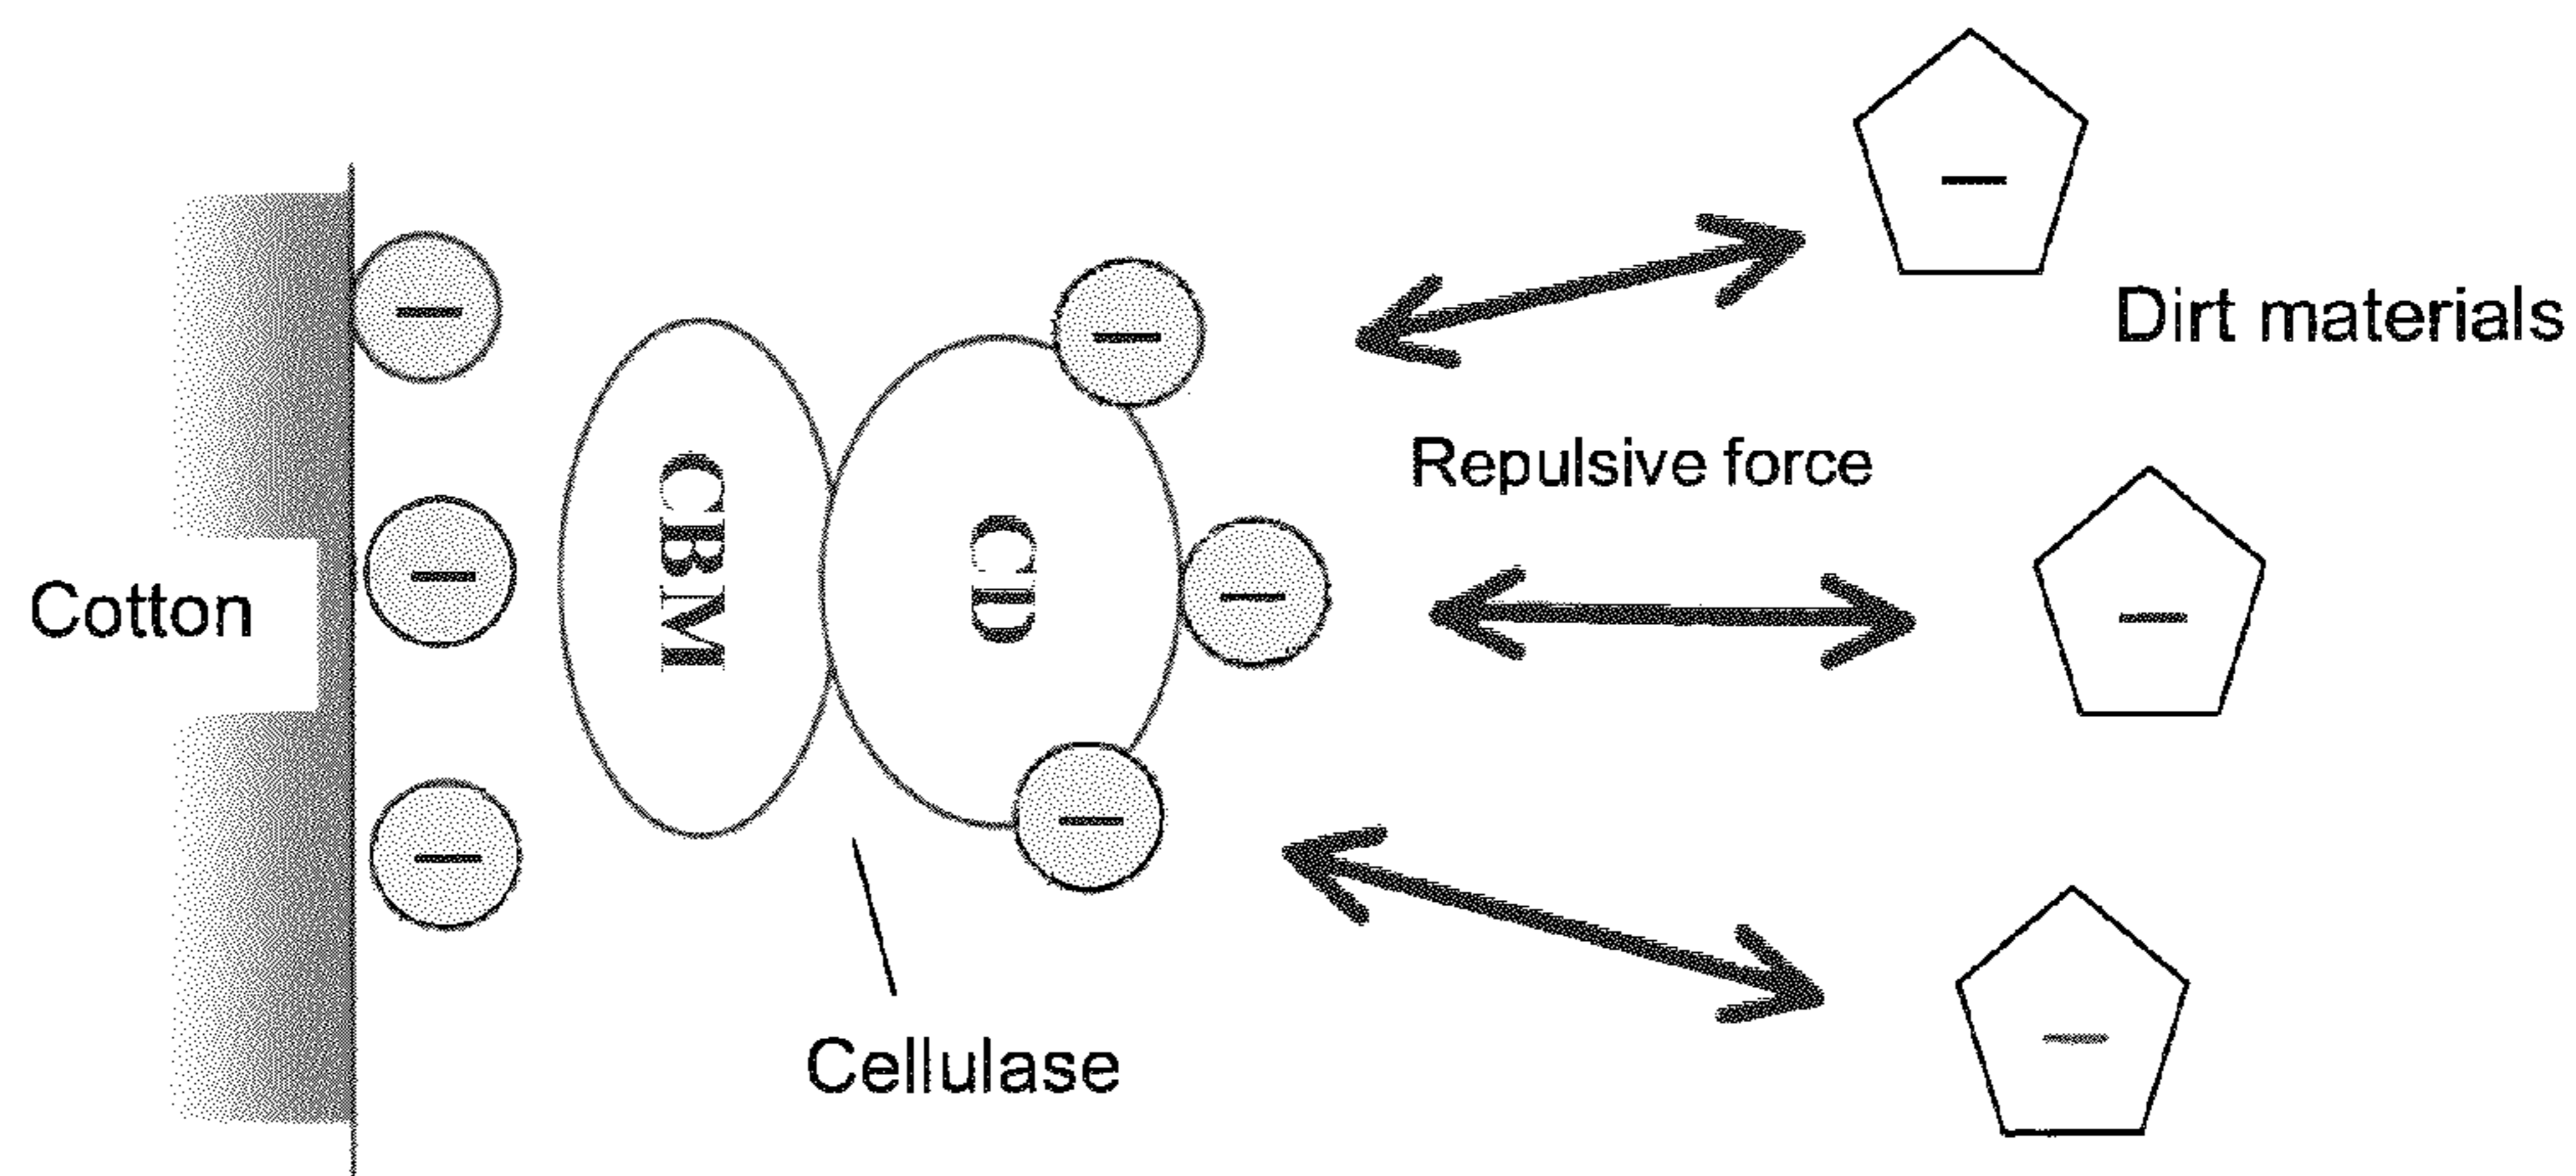 Dirt materials
Repulsive force
CBM
CD
Cotton
Cellulase